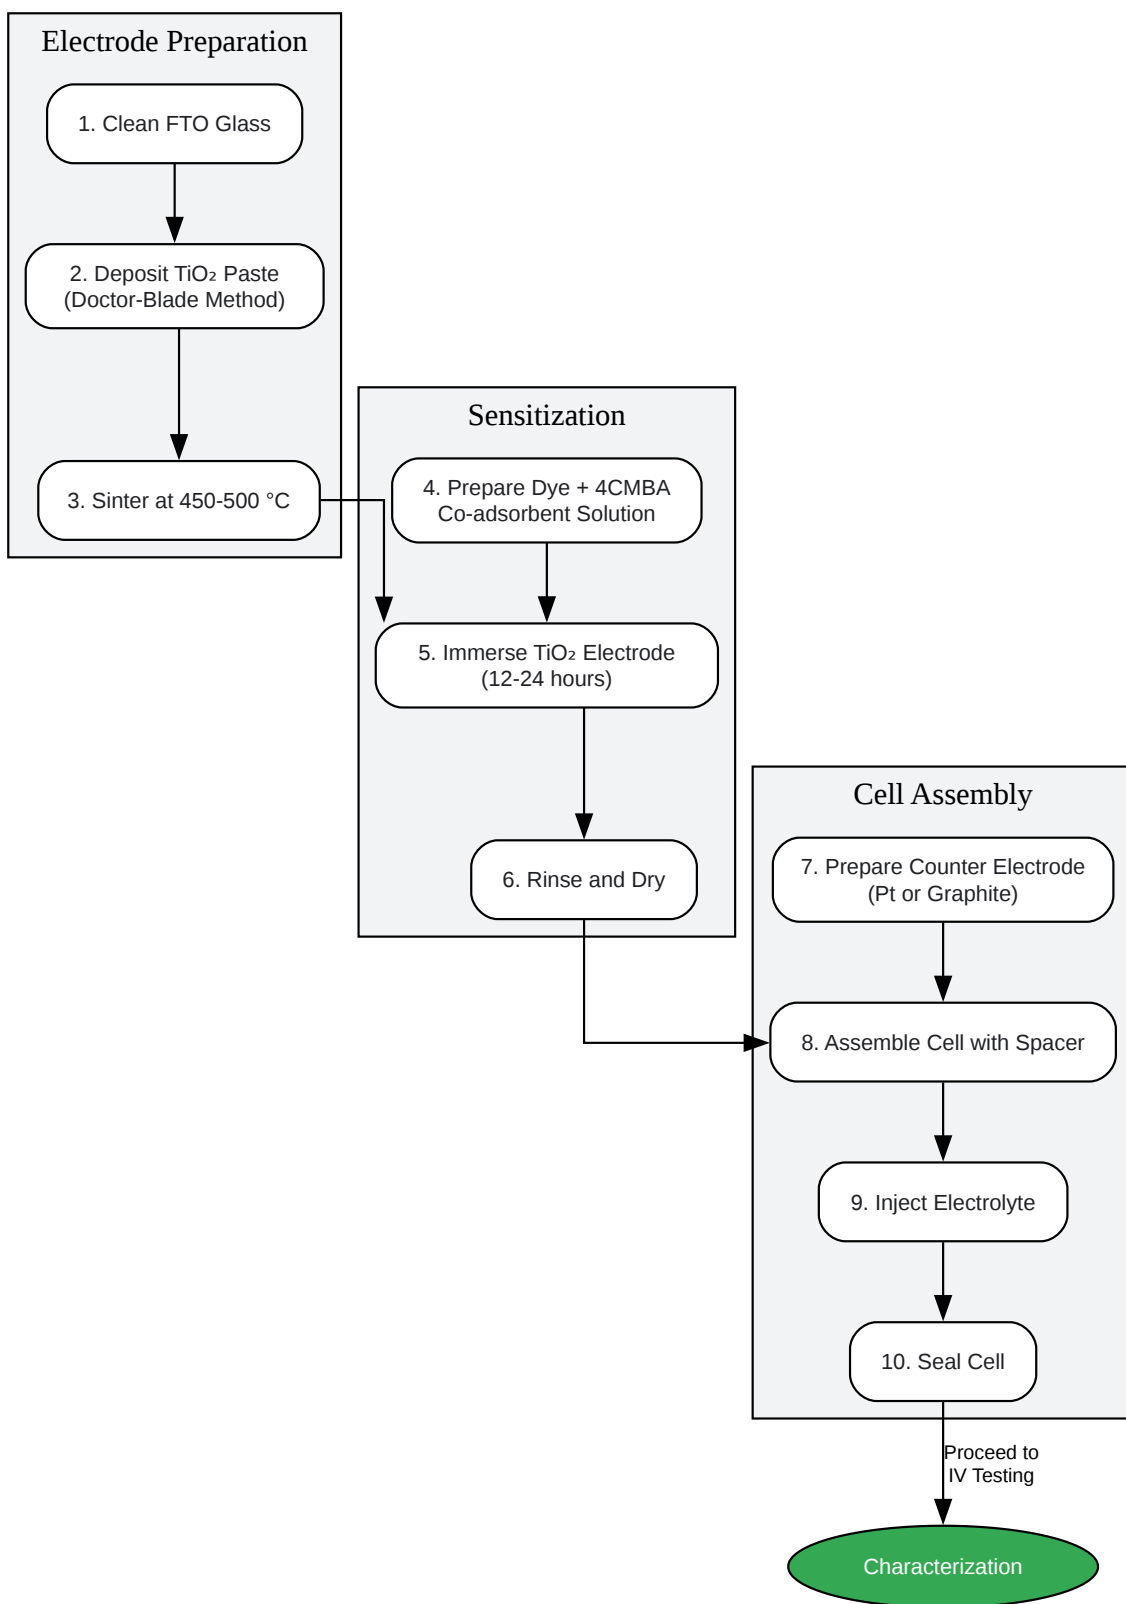 Electrode Preparation
1. Clean FTO Glass
2. Deposit TiO₂ Paste
(Doctor-Blade Method)
3. Sinter at 450-500 °C
Sensitization
4. Prepare Dye + 4CMBA
Co-adsorbent Solution
5. Immerse TiO₂ Electrode
(12-24 hours)
6. Rinse and Dry
Cell Assembly
7. Prepare Counter Electrode
(Pt or Graphite)
8. Assemble Cell with Spacer
9. Inject Electrolyte
10. Seal Cell
Proceed to
IV Testing
Characterization